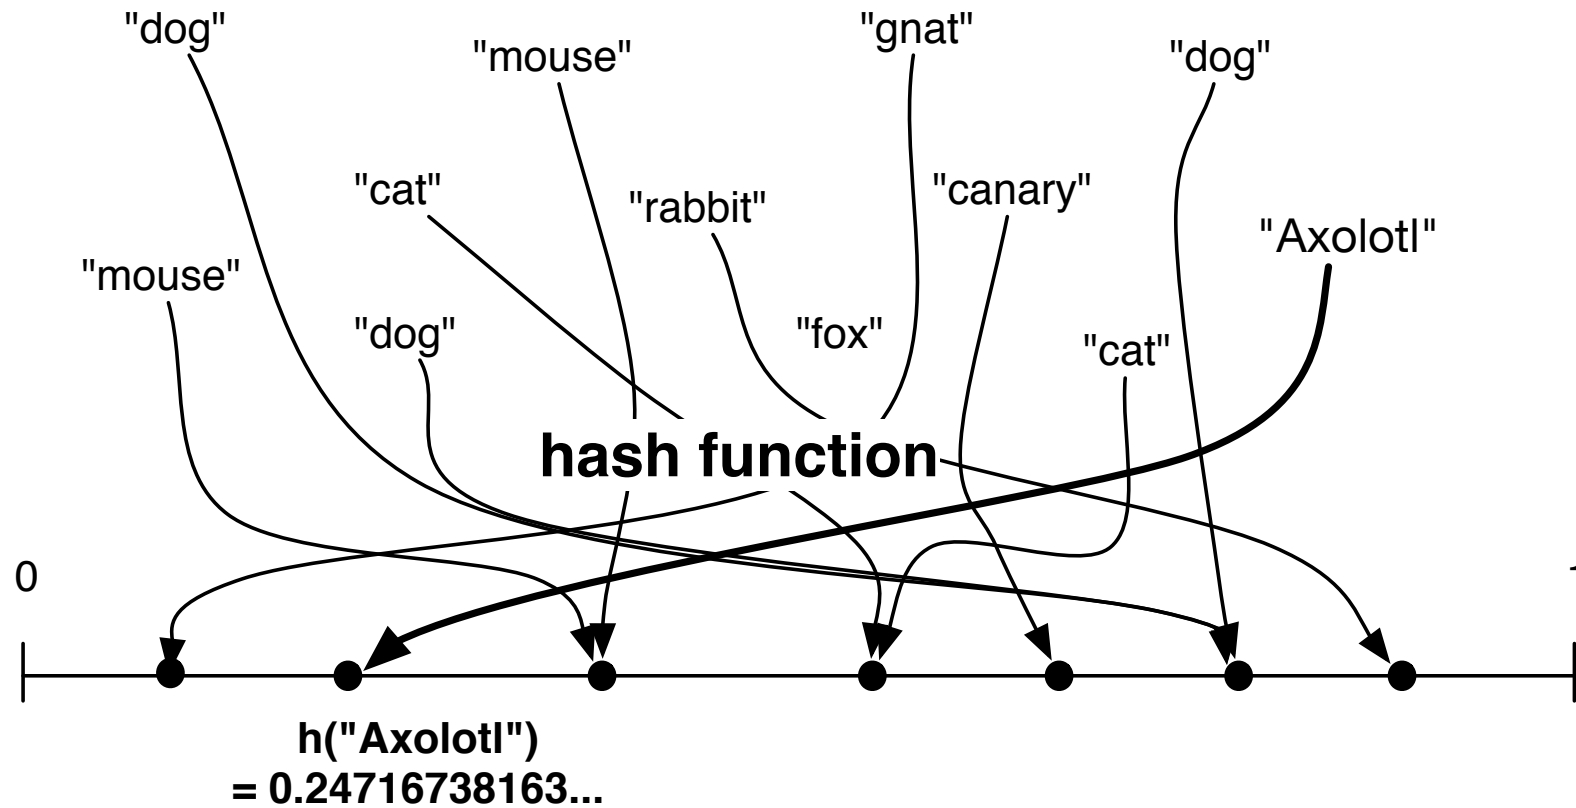 "dog"
"mouse"
"gnat"
"dog"
"cat"
"rabbit"
"canary"
"Axolotl"
"mouse"
"dog"
"fox"
"cat"
hash function
0
h("Axolotl")
= 0.24716738163...